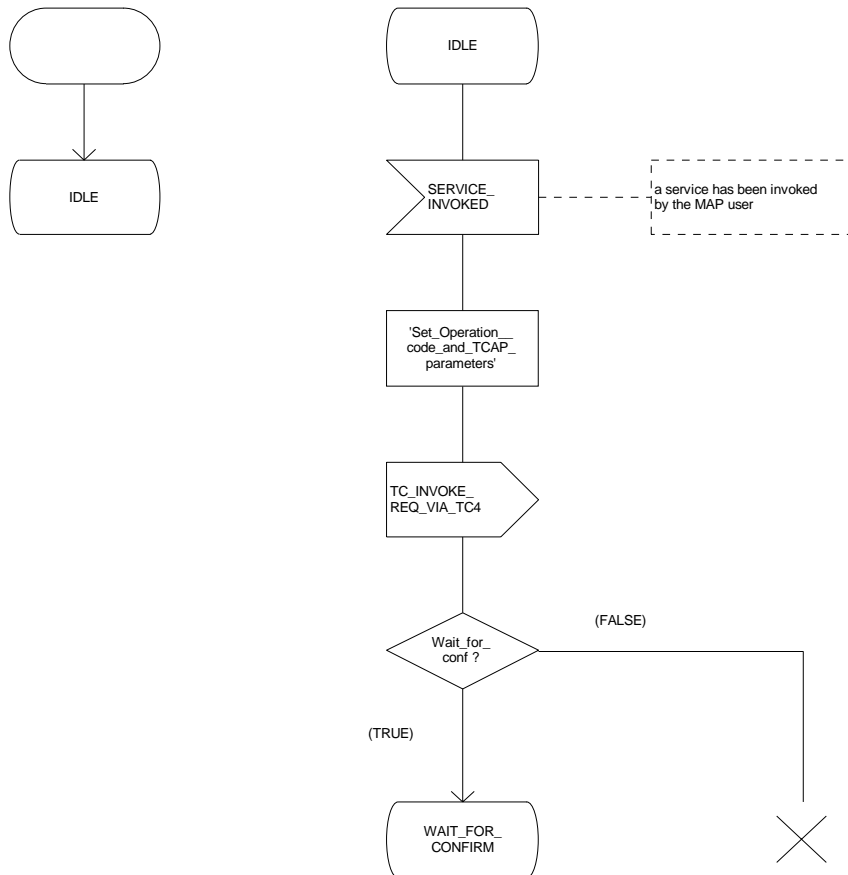 IDLE
IDLE
SERVICE_
INVOKED
a service has been invoked
by the MAP user
'Set_Operation__
code_and_TCAP_
parameters'
TC_INVOKE_
REQ_VIA_TC4
Wait_for_
conf ?
(FALSE)
(TRUE)
WAIT_FOR_
CONFIRM